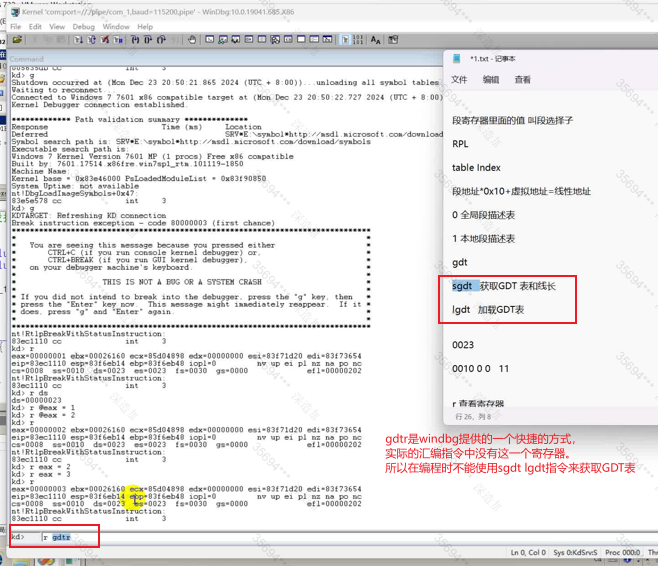 Kernel 'com:port=//./pipe/com_1,baud=115200,pipe' - WinDbg:10.0.19041.685 X86
File Edit View Debug Window Help
Command
kd> g
Shutdown occurred at (Mon Dec 23 20:50:21.865 2024 (UTC + 8:00))...unloading all symbol tables
Waiting to reconnect...
Connected to Windows 7 7601 x86 compatible target at (Mon Dec 23 20:50:22.727 2024 (UTC + 8:00)
Kernel Debugger connection established.
************* Path validation summary **************
Response Time (ms) Location
Deferred SRV*E:\symbol*http://msdl.microsoft.com/download
Symbol search path is: SRV*E:\symbol*http://msdl.microsoft.com/download/symbols
Executable search path is:
Windows 7 Kernel Version 7601 MP (1 procs) Free x86 compatible
Built by: 7601.17514.x86fre.win7sp1_rtm.101119-1850
Machine Name:
Kernel base = 0x83e46000 PsLoadedModuleList = 0x83f90850
System Uptime: not available
nt!DbgLoadImageSymbols+0x47:
83e5e578 cc int 3
kd> g
KDTARGET: Refreshing KD connection
Break instruction exception - code 80000003 (first chance)
*******************************************************************************
* You are seeing this message because you pressed either
* CTRL+C (if you run console kernel debugger) or,
* CTRL+BREAK (if you run GUI kernel debugger),
* on your debugger machine's keyboard.
* THIS IS NOT A BUG OR A SYSTEM CRASH
* If you did not intend to break into the debugger, press the "g" key, then
* press the "Enter" key now. This message might immediately reappear. If it
* does, press "g" and "Enter" again.
*******************************************************************************
nt!RtlpBreakWithStatusInstruction:
83ec1110 cc int 3
kd> r
eax=00000001 ebx=00026160 ecx=85d04898 edx=00000000 esi=83f71d20 edi=83f73654
eip=83ec1110 esp=83f6eb14 ebp=83f6eb48 iopl=0 nv up ei pl nz na po nc
cs=0008 ss=0010 ds=0023 es=0023 fs=0030 gs=0000 efl=00000202
nt!RtlpBreakWithStatusInstruction:
83ec1110 cc int 3
kd> r ds
ds=00000023
kd> r @eax = 1
kd> r @eax = 2
kd> r
eax=00000002 ebx=00026160 ecx=85d04898 edx=00000000 esi=83f71d20 edi=83f73654
eip=83ec1110 esp=83f6eb14 ebp=83f6eb48 iopl=0 nv up ei pl nz na po nc
cs=0008 ss=0010 ds=0023 es=0023 fs=0030 gs=0000 efl=00000202
nt!RtlpBreakWithStatusInstruction:
83ec1110 cc int 3
kd> r eax = 2
kd> r eax = 3
kd> r
eax=00000003 ebx=00026160 ecx=85d04898 edx=00000000 esi=83f71d20 edi=83f73654
eip=83ec1110 esp=83f6eb14 ebp=83f6eb48 iopl=0 nv up ei pl nz na po nc
cs=0008 ss=0010 ds=0023 es=0023 fs=0030 gs=0000 efl=00000202
nt!RtlpBreakWithStatusInstruction:
83ec1110 cc int 3
kd> r gdtr
Ln 0, Col 0 Sys 0:KdSrv:S Proc 000:0
*1.txt - 记事本
文件 编辑 查看
段寄存器里面的值 叫段选择子
RPL
table Index
段地址*0x10+虚拟地址=线性地址
0 全局段描述表
1 本地段描述表
gdt
sgdt 获取GDT 表和线长
lgdt 加载GDT表
0023
0010 0 0 11
r 查看寄存器
行 26, 列 8
gdtr是windbg提供的一个快捷的方式,
实际的汇编指令中没有这一个寄存器。
所以在编程时不能使用sgdt lgdt指令来获取GDT表